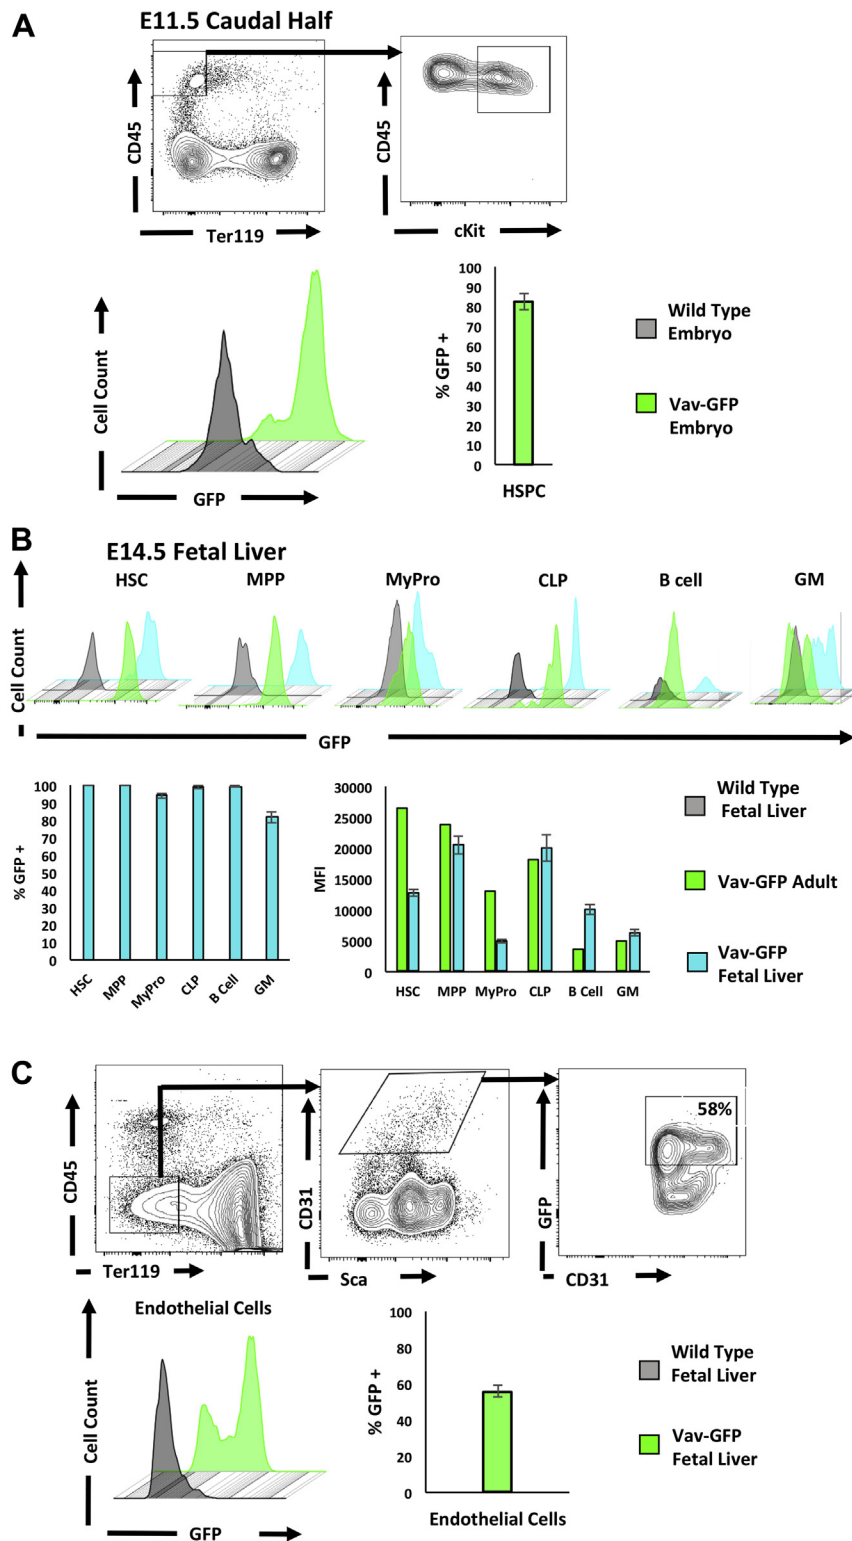 A
E11.5 Caudal Half
CD45
Ter119
CD45
cKit
Cell Count
GFP
100
90
80
70
60
50
40
30
20
10
0
% GFP +
HSPC
Wild Type
Embryo
Vav-GFP
Embryo
B
E14.5 Fetal Liver
HSC MPP MyPro CLP B cell GM
Cell Count
GFP
100
90
80
70
60
50
40
30
20
10
0
% GFP +
HSC MPP MyPro CLP B Cell GM
30000
25000
20000
15000
10000
5000
0
MFI
HSC MPP MyPro CLP B Cell GM
Wild Type
Fetal Liver
Vav-GFP Adult
Vav-GFP
Fetal Liver
C
CD45
Ter119
CD31
Sca
58%
GFP
CD31
Endothelial Cells
Cell Count
GFP
100
80
60
40
20
0
% GFP +
Endothelial Cells
Wild Type
Fetal Liver
Vav-GFP
Fetal Liver